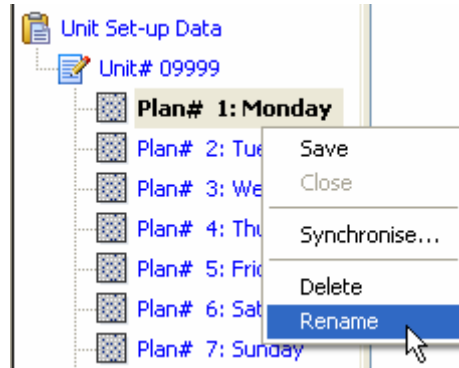 Unit Set-up Data
Unit# 09999
Plan# 1: Monday
Plan# 2: Tue
Plan# 3: We
Plan# 4: Thu
Plan# 5: Fri
Plan# 6: Sat
Plan# 7: Sunday
Save
Close
Synchronise...
Delete
Rename